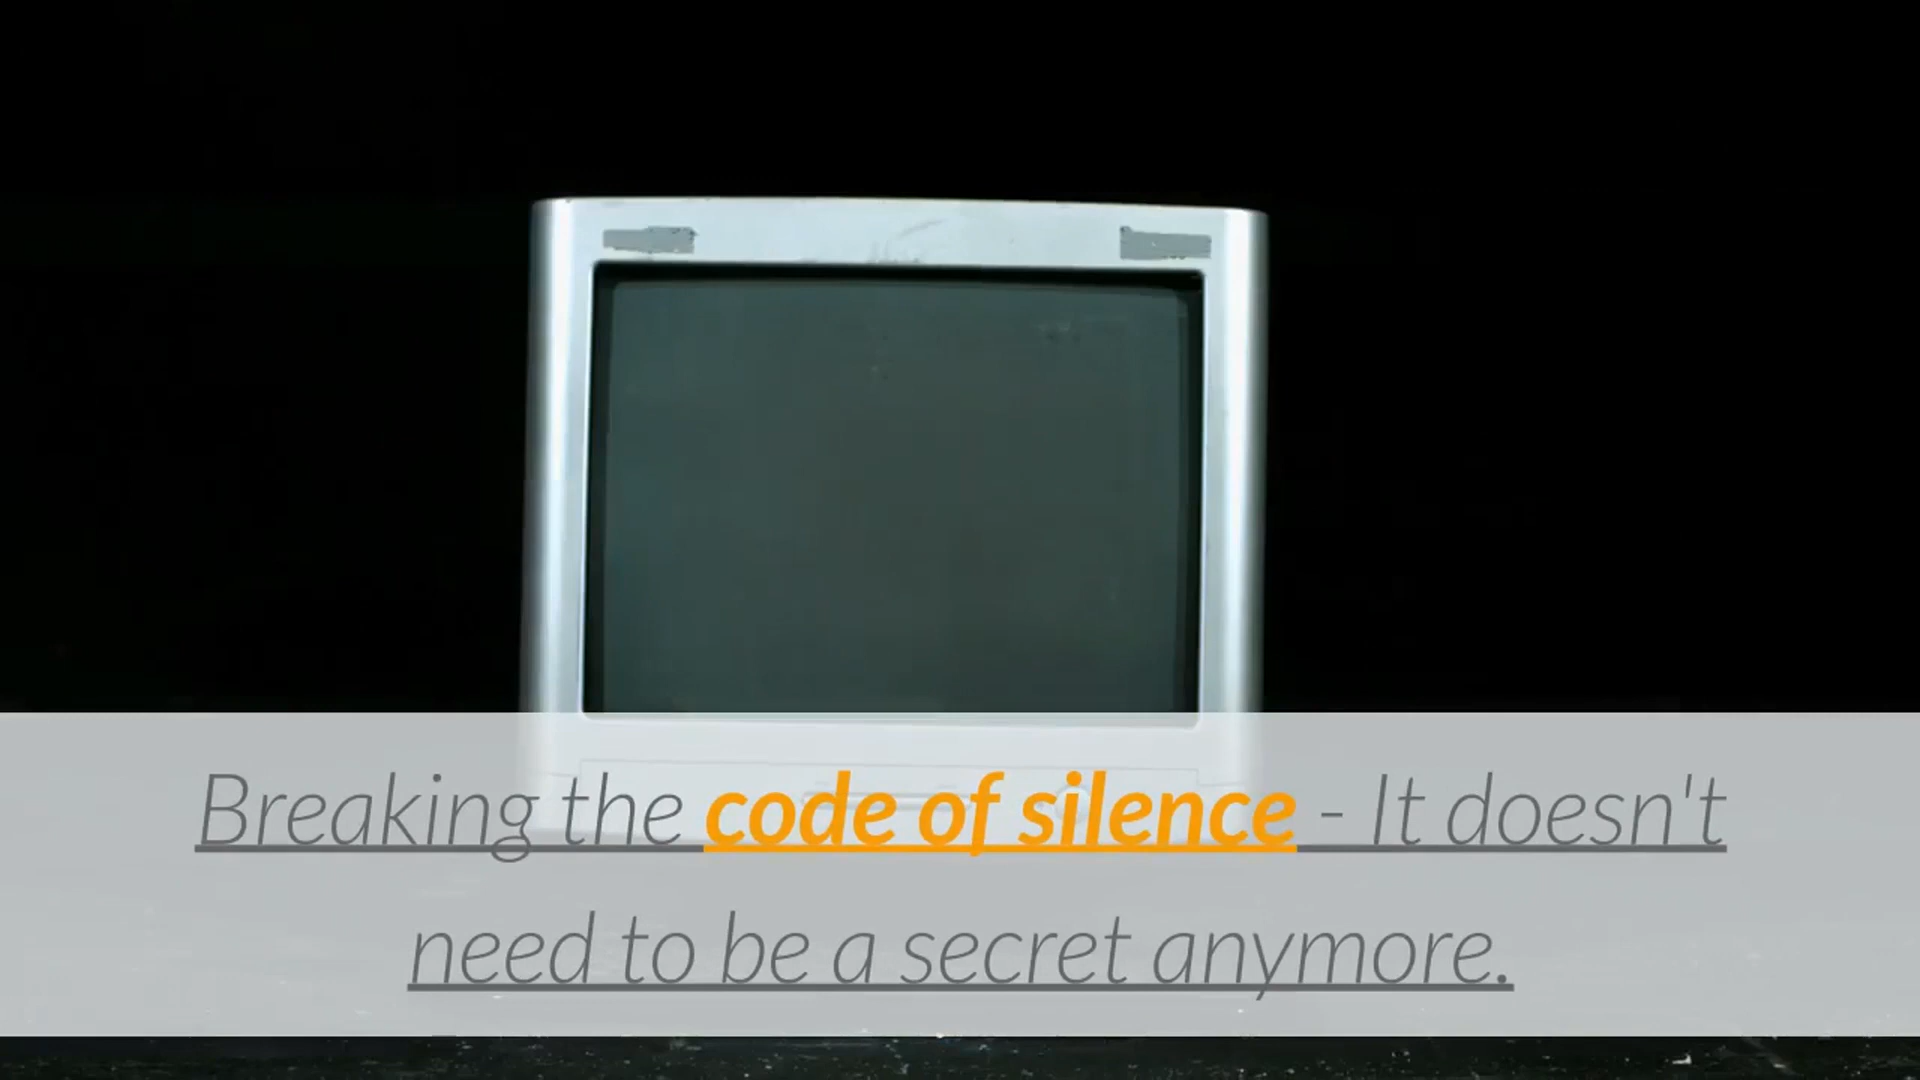 Breaking the code of silence - It doesn't
need to be a secret anymore.